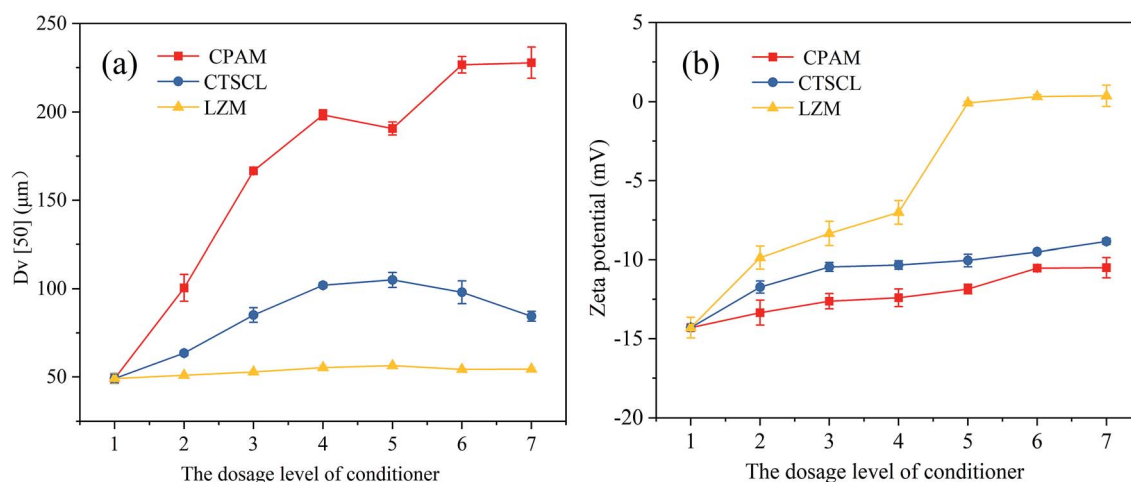 (a)
CPAM
CTSCL
LZM
Dv [50] (μm)
250
200
150
100
50
1 2 3 4 5 6 7
The dosage level of conditioner
(b)
CPAM
CTSCL
LZM
Zeta potential (mV)
5
0
-5
-10
-15
-20
1 2 3 4 5 6 7
The dosage level of conditioner